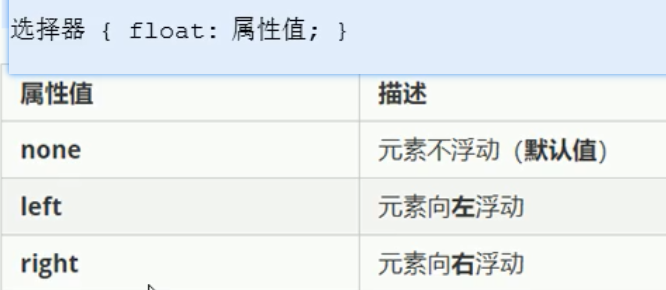 选择器 { float: 属性值; }
属性值 描述
none 元素不浮动（默认值）
left 元素向左浮动
right 元素向右浮动